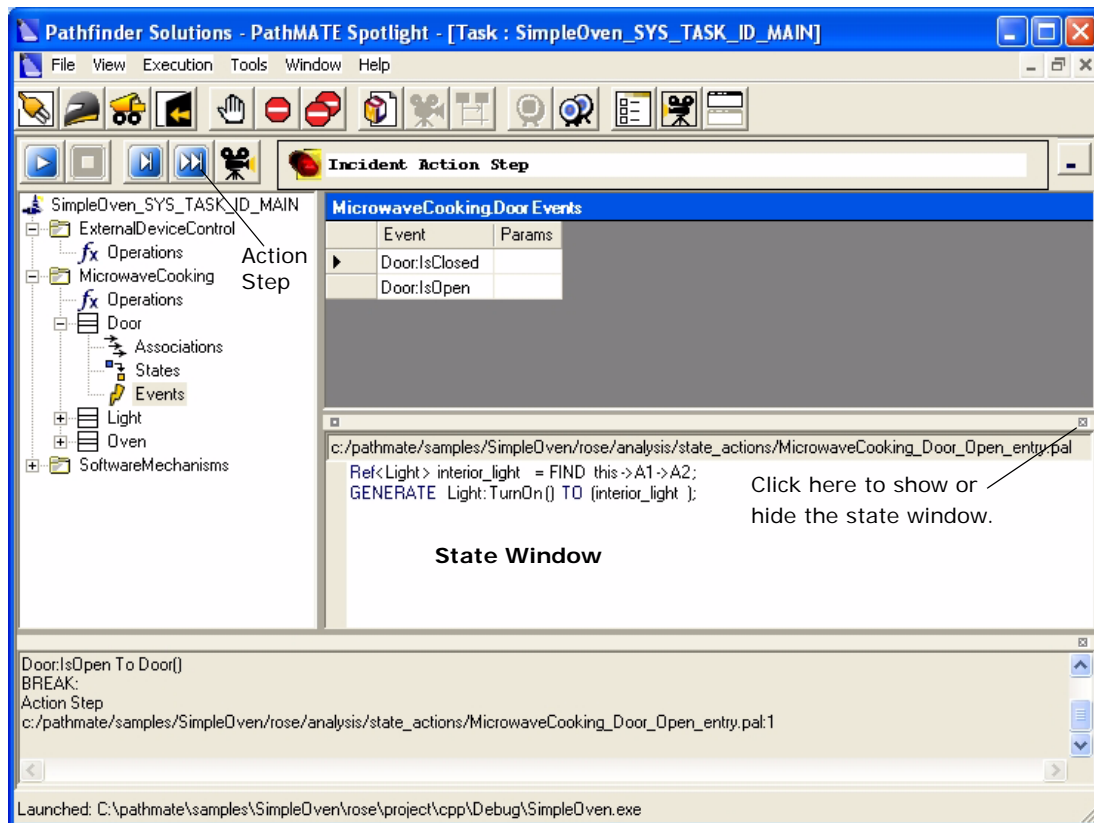 Pathfinder Solutions - PathMATE Spotlight - [Task : SimpleOven_SYS_TASK_ID_MAIN]
File View Execution Tools Window Help
Incident Action Step
SimpleOven_SYS_TASK_ID_MAIN
ExternalDeviceControl
fx Operations
MicrowaveCooking
fx Operations
Door
Associations
States
Events
Light
Oven
SoftwareMechanisms
Action
Step
MicrowaveCooking.Door Events
Event Params
Door:IsClosed
Door:IsOpen
c:/pathmate/samples/SimpleOven/rose/analysis/state_actions/MicrowaveCooking_Door_Open_entry.pal
Ref<Light> interior_light = FIND this->A1->A2;
GENERATE Light:TurnOn() TO (interior_light );
Click here to show or
hide the state window.
State Window
Door:IsOpen To Door()
BREAK:
Action Step
c:/pathmate/samples/SimpleOven/rose/analysis/state_actions/MicrowaveCooking_Door_Open_entry.pal:1
Launched: C:\pathmate\samples\SimpleOven\rose\project\cpp\Debug\SimpleOven.exe